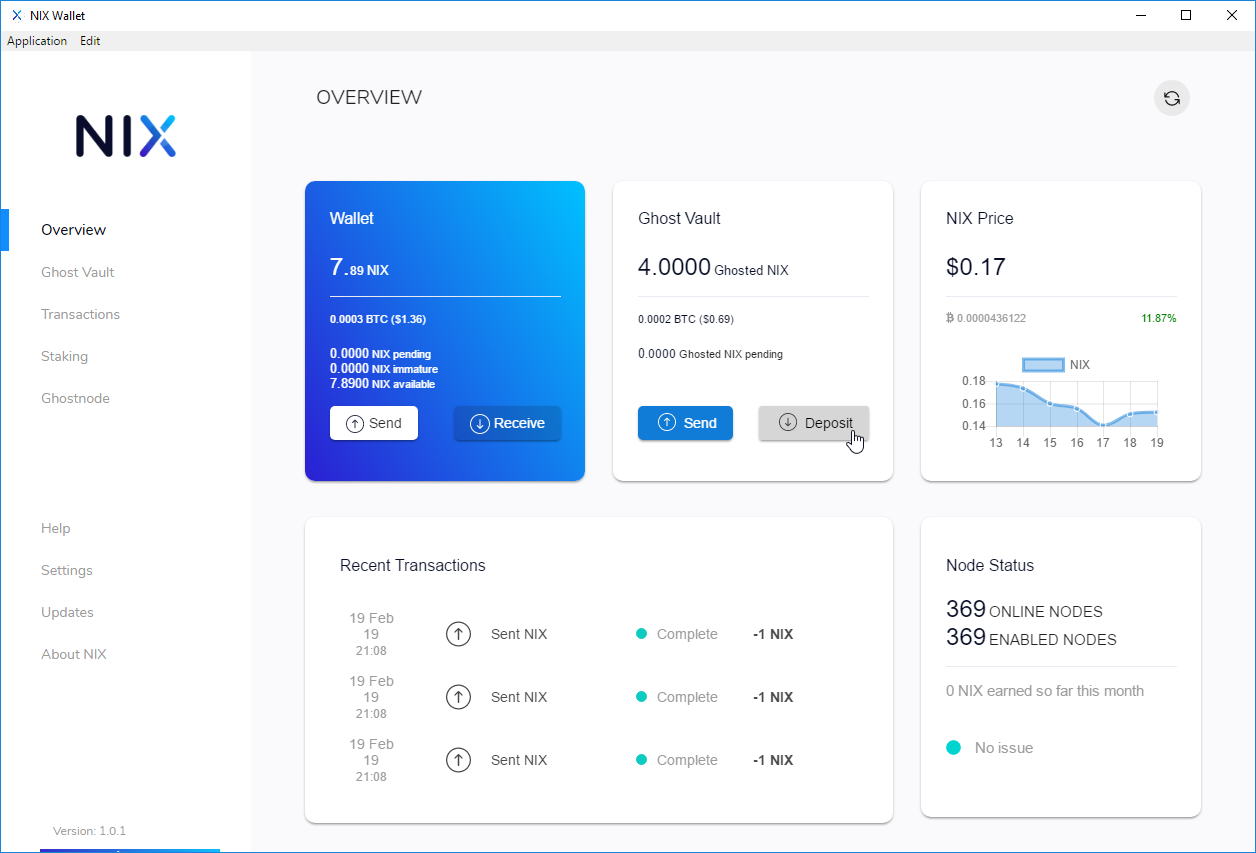 NIX Wallet
Application Edit
NIX
OVERVIEW
Overview
Ghost Vault
Transactions
Staking
Ghostnode
Help
Settings
Updates
About NIX
Version: 1.0.1
Wallet
7.89 NIX
0.0003 BTC ($1.36)
0.0000 NIX pending
0.0000 NIX immature
7.8900 NIX available
Send Receive
Ghost Vault
4.0000 Ghosted NIX
0.0002 BTC ($0.69)
0.0000 Ghosted NIX pending
Send Deposit
NIX Price
$0.17
₿ 0.0000436122 11.87%
NIX
0.18
0.16
0.14
13 14 15 16 17 18 19
Recent Transactions
19 Feb
19
21:08
Sent NIX Complete -1 NIX
19 Feb
19
21:08
Sent NIX Complete -1 NIX
19 Feb
19
21:08
Sent NIX Complete -1 NIX
Node Status
369 ONLINE NODES
369 ENABLED NODES
0 NIX earned so far this month
No issue